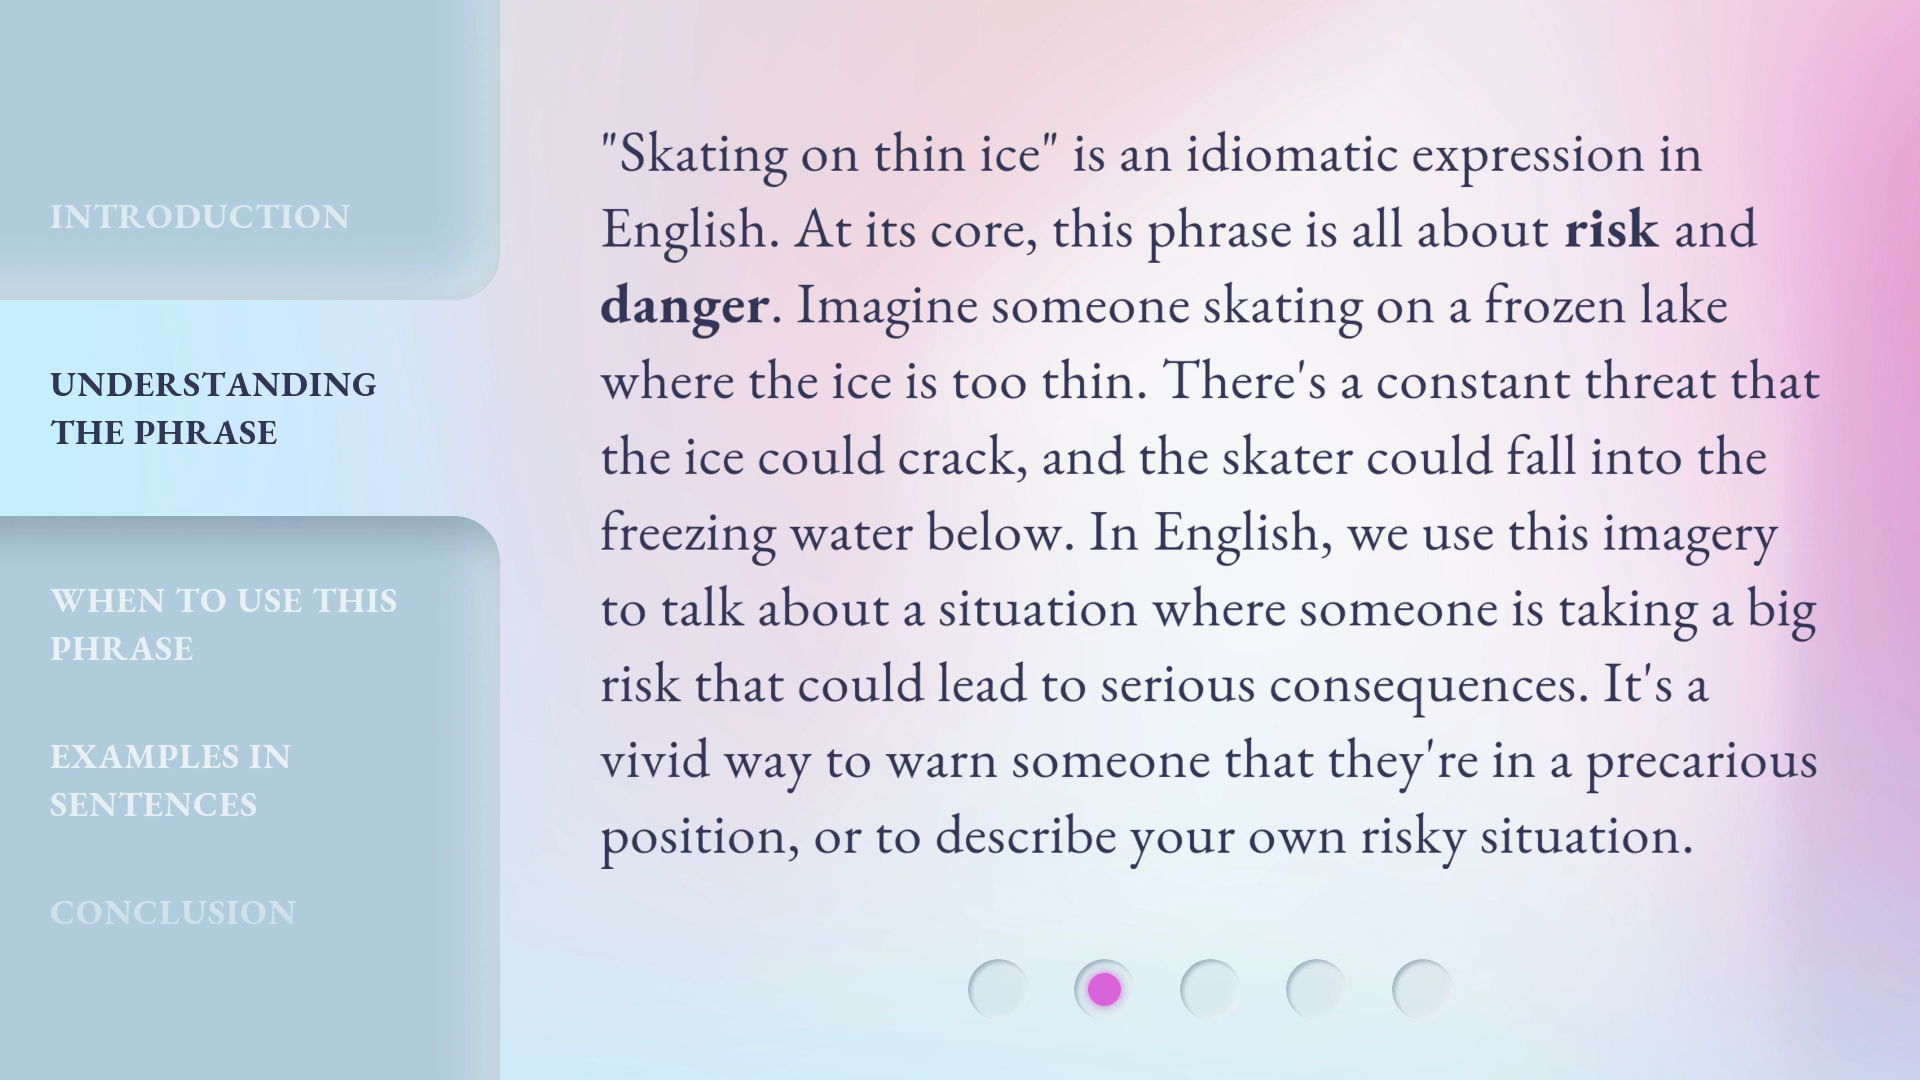 INTRODUCTION
UNDERSTANDING
THE PHRASE
WHEN TO USE THIS
PHRASE
EXAMPLES IN
SENTENCES
CONCLUSION
"Skating on thin ice" is an idiomatic expression in
English. At its core, this phrase is all about risk and
danger. Imagine someone skating on a frozen lake
where the ice is too thin. There's a constant threat that
the ice could crack, and the skater could fall into the
freezing water below. In English, we use this imagery
to talk about a situation where someone is taking a big
risk that could lead to serious consequences. It's a
vivid way to warn someone that they're in a precarious
position, or to describe your own risky situation.